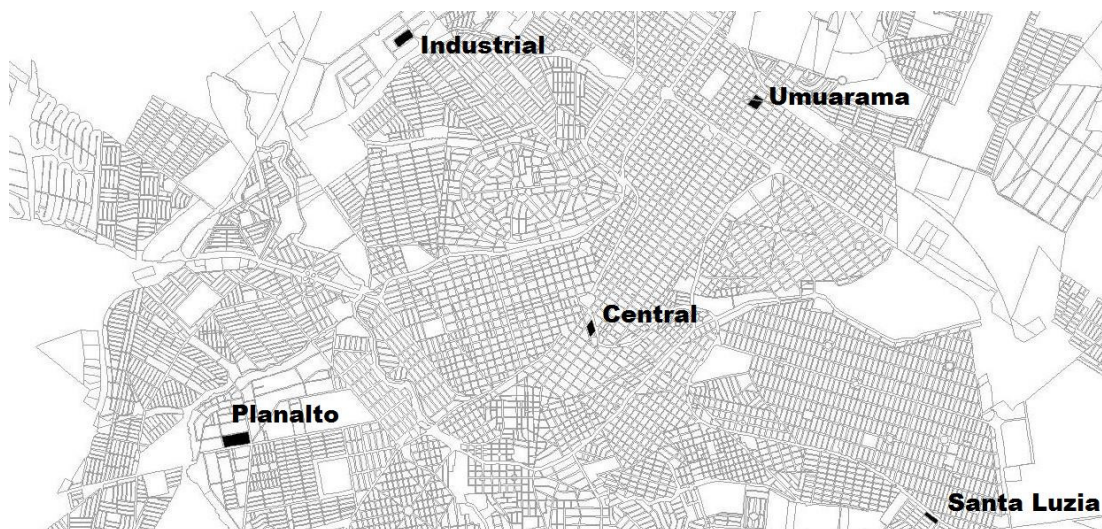 Industrial
Umuarama
Central
Planalto
Santa Luzia